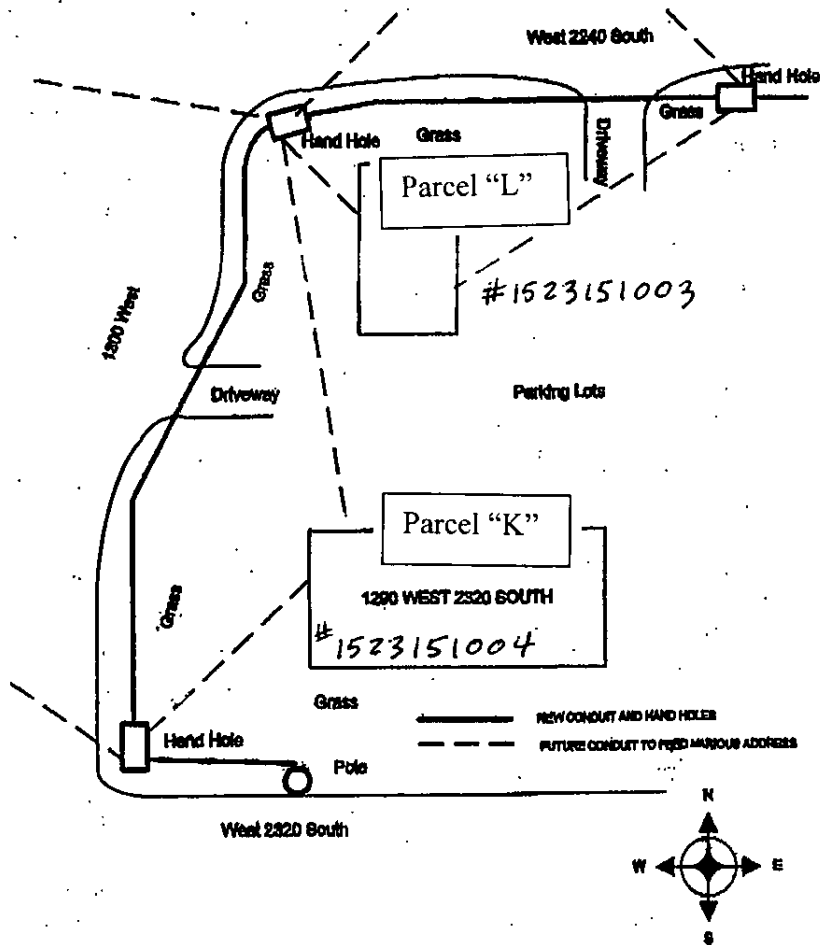 West 2240 South
Hand Hole
Grass
Hand Hole
Grass
Driveway
Parcel “L”
#1523151003
Grass
1300 West
Driveway
Parking Lots
Parcel “K”
1290 WEST 2320 SOUTH
#1523151004
Grass
Grass
NEW CONDUIT AND HAND HOLES
FUTURE CONDUIT TO FEED VARIOUS ADDRESS
Hand Hole
Pole
West 2320 South
N
W
E
S